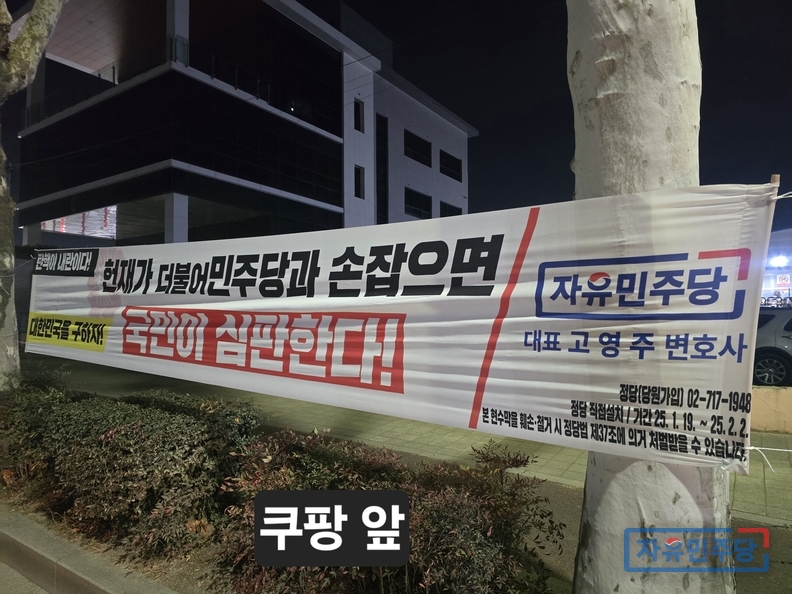 탄핵이 내란이다!
대한민국을 구하자!
헌재가 더불어민주당과 손잡으면
국민이 심판한다!
자유민주당
대표 고영주 변호사
정당(당원가입) 02-717-1948
정당 직접설치 / 기간 25. 1. 19. ~ 25. 2. 2.
본 현수막을 훼손·철거 시 정당법 제37조에 의거 처벌받을 수 있습니다.
쿠팡 앞
자유민주당